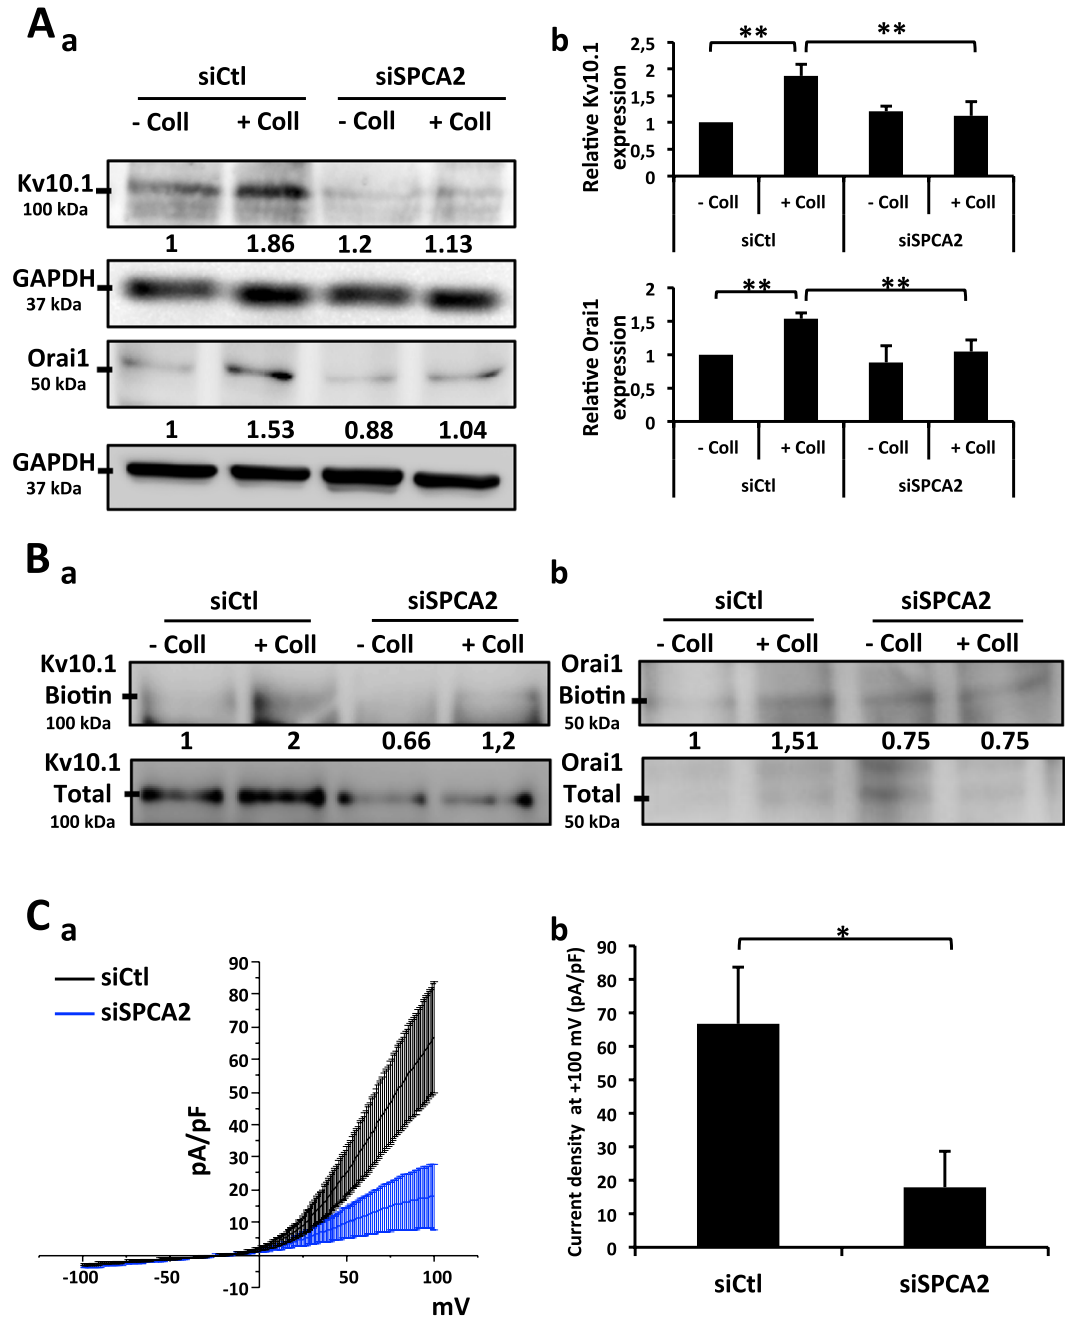 A
a
siCtl siSPCA2
- Coll + Coll - Coll + Coll
Kv10.1
100 kDa
1 1.86 1.2 1.13
GAPDH
37 kDa
Orai1
50 kDa
1 1.53 0.88 1.04
GAPDH
37 kDa
b
Relative Kv10.1
expression
2,5
2
1,5
1
0,5
0
** **
- Coll + Coll - Coll + Coll
siCtl siSPCA2
Relative Orai1
expression
2
1,5
1
0,5
0
** **
- Coll + Coll - Coll + Coll
siCtl siSPCA2
B
a
siCtl siSPCA2
- Coll + Coll - Coll + Coll
Kv10.1
Biotin
100 kDa
1 2 0.66 1,2
Kv10.1
Total
100 kDa
b
siCtl siSPCA2
- Coll + Coll - Coll + Coll
Orai1
Biotin
50 kDa
1 1,51 0.75 0.75
Orai1
Total
50 kDa
C
a
siCtl
siSPCA2
pA/pF
90
80
70
60
50
40
30
20
10
-10
-100 -50 50 100
mV
b
Current density at +100 mV (pA/pF)
90
80
70
60
50
40
30
20
10
0
*
siCtl siSPCA2